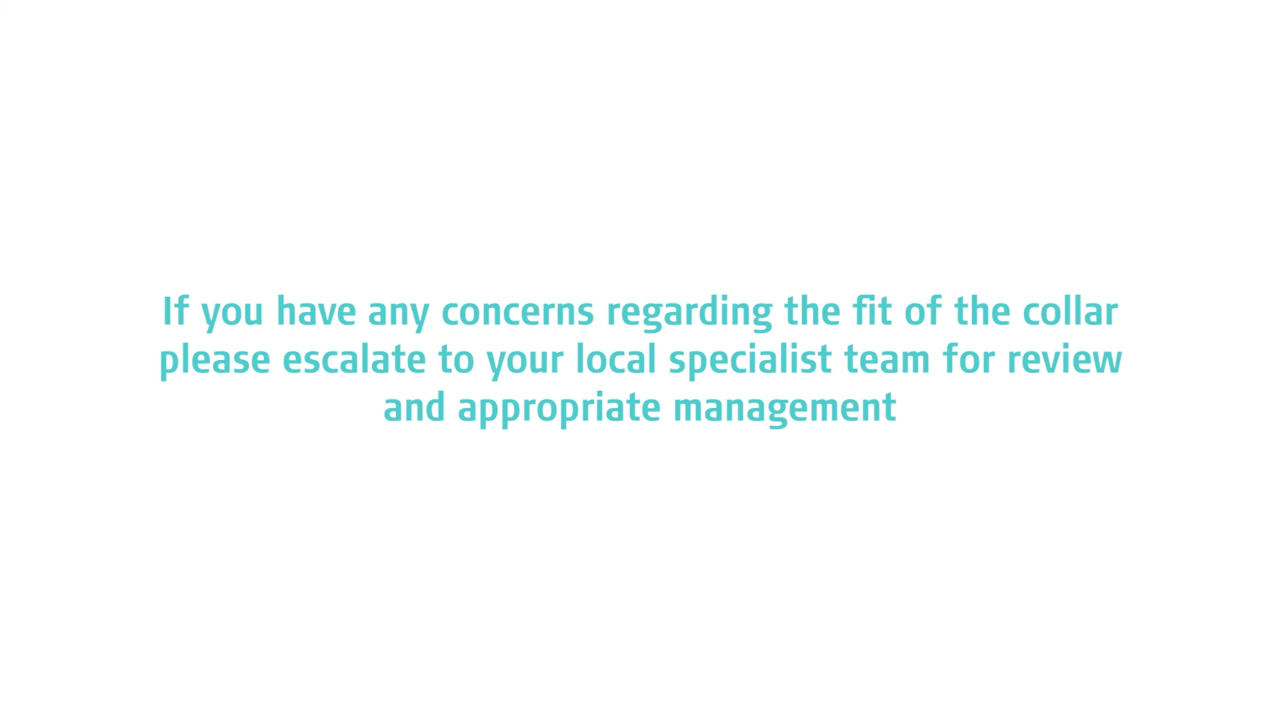 If you have any concerns regarding the fit of the collar
please escalate to your local specialist team for review
and appropriate management